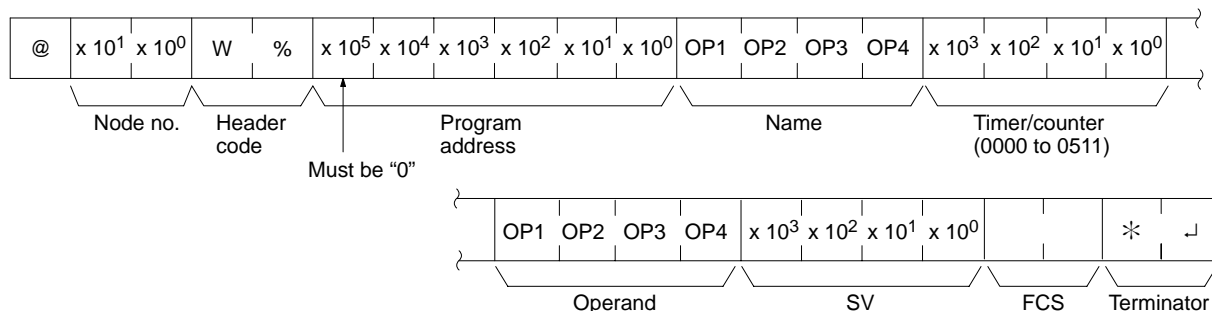 @ x 10¹ x 10⁰ W % x 10⁵ x 10⁴ x 10³ x 10² x 10¹ x 10⁰ OP1 OP2 OP3 OP4 x 10³ x 10² x 10¹ x 10⁰
Node no. Header code Program address Name Timer/counter (0000 to 0511)
Must be “0”
OP1 OP2 OP3 OP4 x 10³ x 10² x 10¹ x 10⁰ * ↵
Operand SV FCS Terminator